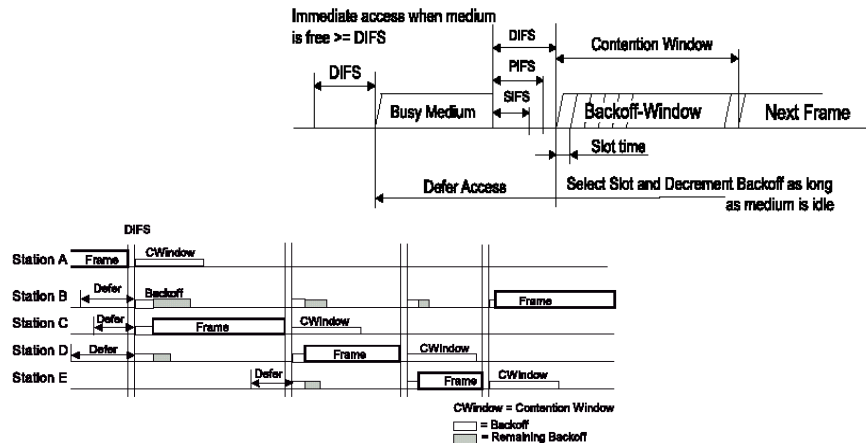 Immediate access when medium
is free >= DIFS
DIFS
DIFS
PIFS
SIFS
Contention Window
Busy Medium
Backoff-Window
Next Frame
Slot time
Defer Access
Select Slot and Decrement Backoff as long
as medium is idle
DIFS
Station A
Frame
CWindow
Station B
Defer
Backoff
Frame
Station C
Defer
Frame
CWindow
Station D
Defer
Frame
CWindow
Station E
Defer
Frame
CWindow
CWindow = Contention Window
= Backoff
= Remaining Backoff